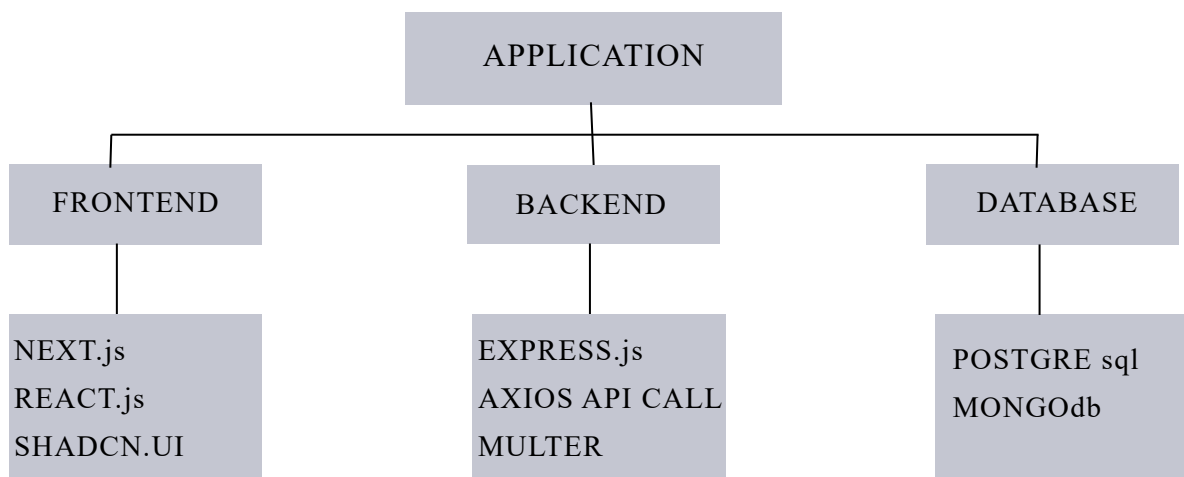 APPLICATION
FRONTEND
BACKEND
DATABASE
NEXT.js
REACT.js
SHADCN.UI
EXPRESS.js
AXIOS API CALL
MULTER
POSTGRE sql
MONGOdb